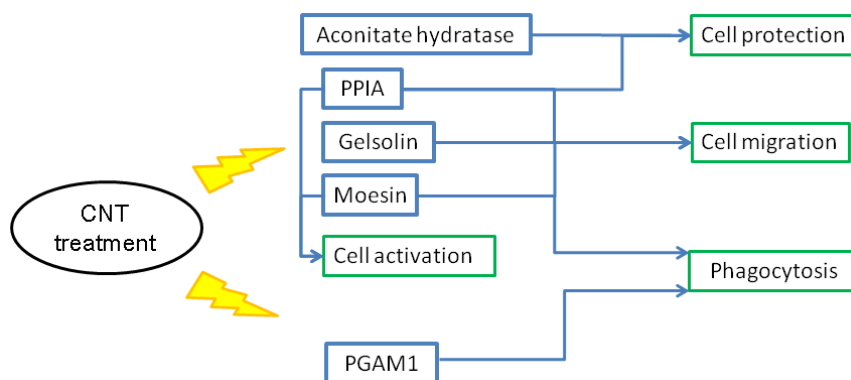 Aconitate hydratase
Cell protection
PPIA
Gelsolin
Cell migration
Moesin
CNT
treatment
Cell activation
Phagocytosis
PGAM1